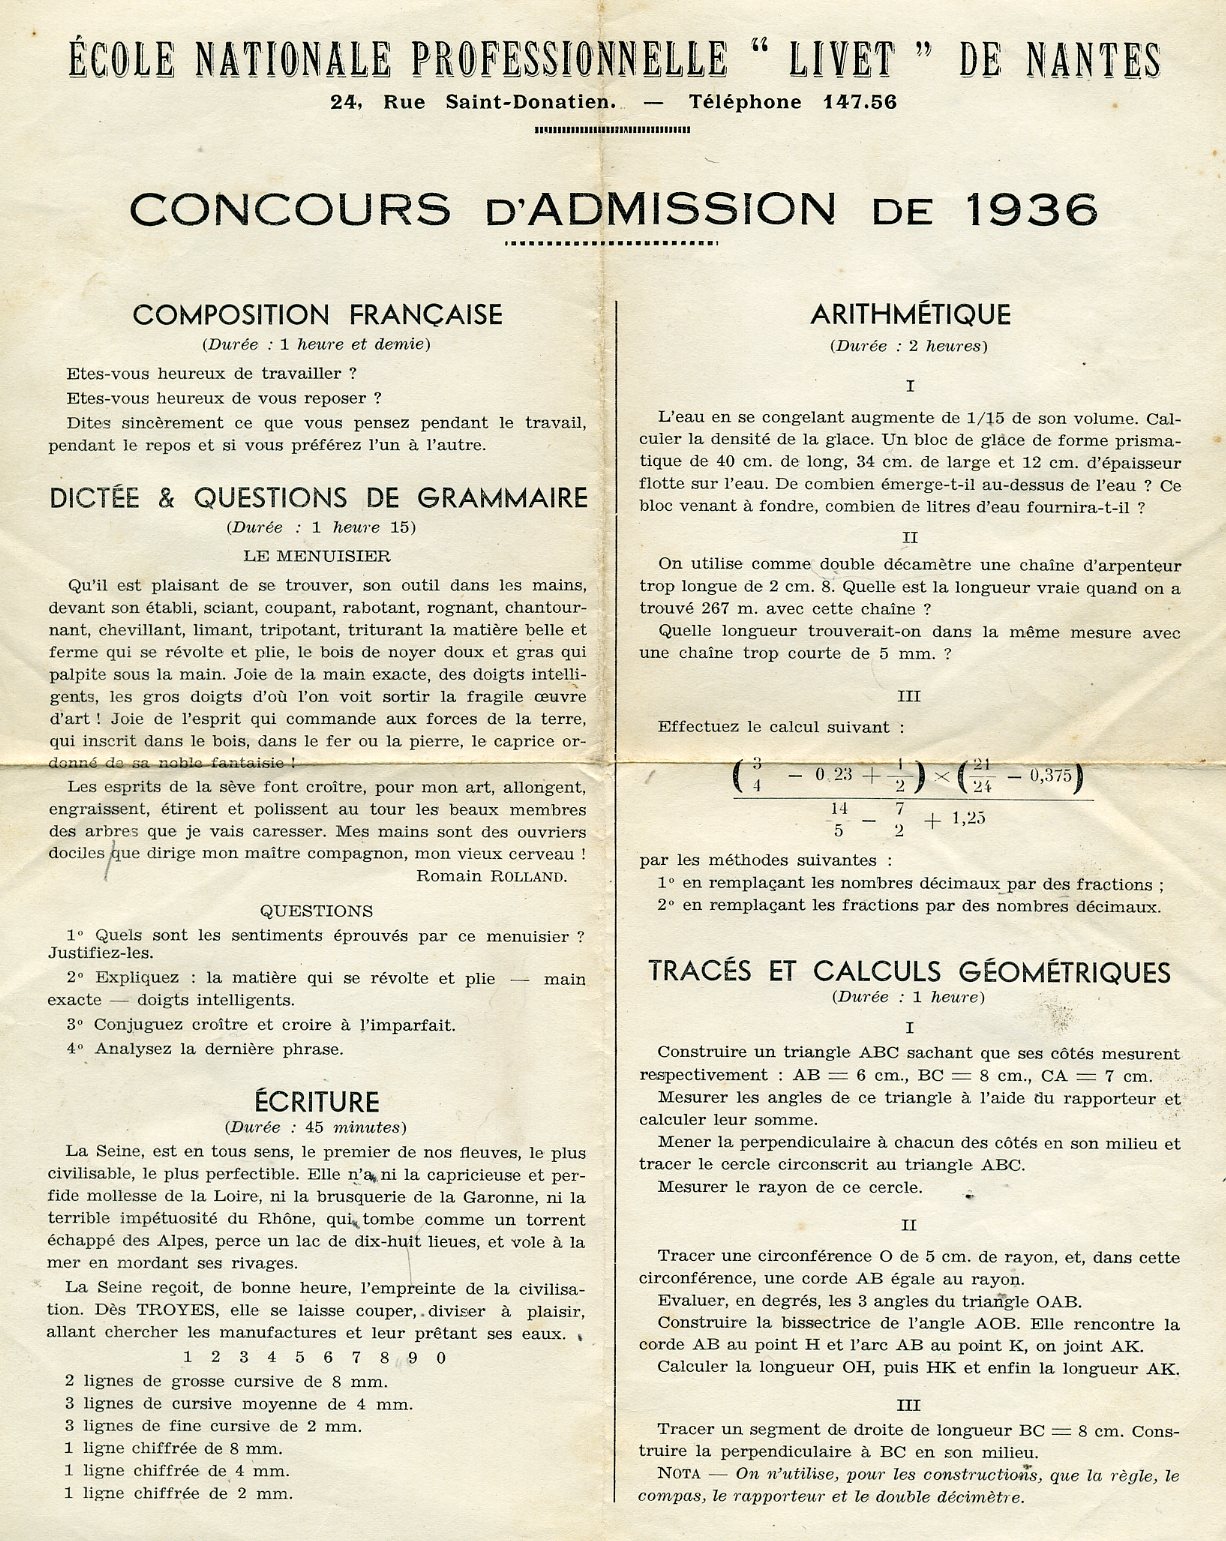 ÉCOLE NATIONALE PROFESSIONNELLE " LIVET " DE NANTES
24, Rue Saint-Donatien. — Téléphone 147.56
CONCOURS D'ADMISSION DE 1936
COMPOSITION FRANÇAISE
(Durée : 1 heure et demie)
Etes-vous heureux de travailler ?
Etes-vous heureux de vous reposer ?
Dites sincèrement ce que vous pensez pendant le travail,
pendant le repos et si vous préférez l'un à l'autre.
DICTÉE & QUESTIONS DE GRAMMAIRE
(Durée : 1 heure 15)
LE MENUISIER
Qu'il est plaisant de se trouver, son outil dans les mains,
devant son établi, sciant, coupant, rabotant, rognant, chantour-
nant, chevillant, limant, tripotant, triturant la matière belle et
ferme qui se révolte et plie, le bois de noyer doux et gras qui
palpite sous la main. Joie de la main exacte, des doigts intelli-
gents, les gros doigts d'où l'on voit sortir la fragile œuvre
d'art ! Joie de l'esprit qui commande aux forces de la terre,
qui inscrit dans le bois, dans le fer ou la pierre, le caprice or-
donné de sa noble fantaisie !
Les esprits de la sève font croître, pour mon art, allongent,
engraissent, étirent et polissent au tour les beaux membres
des arbres que je vais caresser. Mes mains sont des ouvriers
dociles que dirige mon maître compagnon, mon vieux cerveau !
Romain ROLLAND.
QUESTIONS
1° Quels sont les sentiments éprouvés par ce menuisier ?
Justifiez-les.
2° Expliquez : la matière qui se révolte et plie — main
exacte — doigts intelligents.
3° Conjuguez croître et croire à l'imparfait.
4° Analysez la dernière phrase.
ÉCRITURE
(Durée : 45 minutes)
La Seine, est en tous sens, le premier de nos fleuves, le plus
civilisable, le plus perfectible. Elle n'a ni la capricieuse et per-
fide mollesse de la Loire, ni la brusquerie de la Garonne, ni la
terrible impétuosité du Rhône, qui tombe comme un torrent
échappé des Alpes, perce un lac de dix-huit lieues, et vole à la
mer en mordant ses rivages.
La Seine reçoit, de bonne heure, l'empreinte de la civilisa-
tion. Dès TROYES, elle se laisse couper, diviser à plaisir,
allant chercher les manufactures et leur prêtant ses eaux.
1 2 3 4 5 6 7 8 9 0
2 lignes de grosse cursive de 8 mm.
3 lignes de cursive moyenne de 4 mm.
3 lignes de fine cursive de 2 mm.
1 ligne chiffrée de 8 mm.
1 ligne chiffrée de 4 mm.
1 ligne chiffrée de 2 mm.
ARITHMÉTIQUE
(Durée : 2 heures)
I
L'eau en se congelant augmente de 1/15 de son volume. Cal-
culer la densité de la glace. Un bloc de glace de forme prisma-
tique de 40 cm. de long, 34 cm. de large et 12 cm. d'épaisseur
flotte sur l'eau. De combien émerge-t-il au-dessus de l'eau ? Ce
bloc venant à fondre, combien de litres d'eau fournira-t-il ?
II
On utilise comme double décamètre une chaîne d'arpenteur
trop longue de 2 cm. 8. Quelle est la longueur vraie quand on a
trouvé 267 m. avec cette chaîne ?
Quelle longueur trouverait-on dans la même mesure avec
une chaîne trop courte de 5 mm. ?
III
Effectuez le calcul suivant :
( 3/4 — 0,23 + 1/2 ) × ( 21/24 — 0,375 )
14/5 — 7/2 + 1,25
par les méthodes suivantes :
1° en remplaçant les nombres décimaux par des fractions ;
2° en remplaçant les fractions par des nombres décimaux.
TRACÉS ET CALCULS GÉOMÉTRIQUES
(Durée : 1 heure)
I
Construire un triangle ABC sachant que ses côtés mesurent
respectivement : AB = 6 cm., BC = 8 cm., CA = 7 cm.
Mesurer les angles de ce triangle à l'aide du rapporteur et
calculer leur somme.
Mener la perpendiculaire à chacun des côtés en son milieu et
tracer le cercle circonscrit au triangle ABC.
Mesurer le rayon de ce cercle.
II
Tracer une circonférence O de 5 cm. de rayon, et, dans cette
circonférence, une corde AB égale au rayon.
Evaluer, en degrés, les 3 angles du triangle OAB.
Construire la bissectrice de l'angle AOB. Elle rencontre la
corde AB au point H et l'arc AB au point K, on joint AK.
Calculer la longueur OH, puis HK et enfin la longueur AK.
III
Tracer un segment de droite de longueur BC = 8 cm. Cons-
truire la perpendiculaire à BC en son milieu.
NOTA — On n'utilise, pour les constructions, que la règle, le
compas, le rapporteur et le double décimètre.